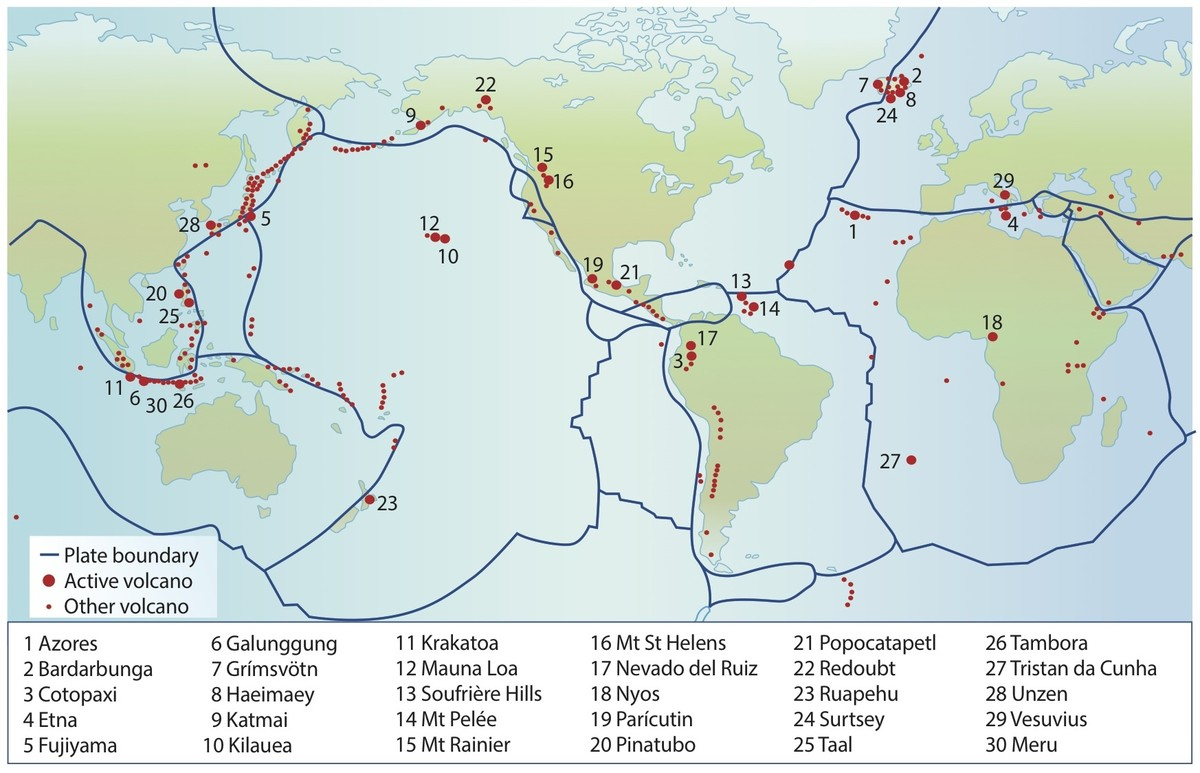 22
9
7
2
8
24
15
16
29
28
5
12
10
1
4
19
21
13
14
20
25
17
3
18
11
6
30
26
27
23
Plate boundary
Active volcano
Other volcano
1 Azores
2 Bardarbunga
3 Cotopaxi
4 Etna
5 Fujiyama
6 Galunggung
7 Grímsvötn
8 Haeimaey
9 Katmai
10 Kilauea
11 Krakatoa
12 Mauna Loa
13 Soufrière Hills
14 Mt Pelée
15 Mt Rainier
16 Mt St Helens
17 Nevado del Ruiz
18 Nyos
19 Parícutin
20 Pinatubo
21 Popocatapetl
22 Redoubt
23 Ruapehu
24 Surtsey
25 Taal
26 Tambora
27 Tristan da Cunha
28 Unzen
29 Vesuvius
30 Meru